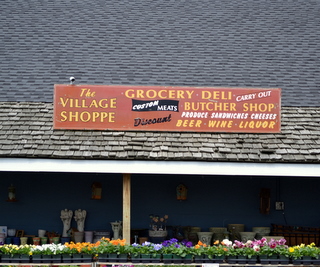 The
VILLAGE
SHOPPE
GROCERY · DELI
CARRY OUT
CUSTOM
MEATS
BUTCHER SHOP
PRODUCE SANDWICHES CHEESES
Discount
BEER · WINE · LIQUOR